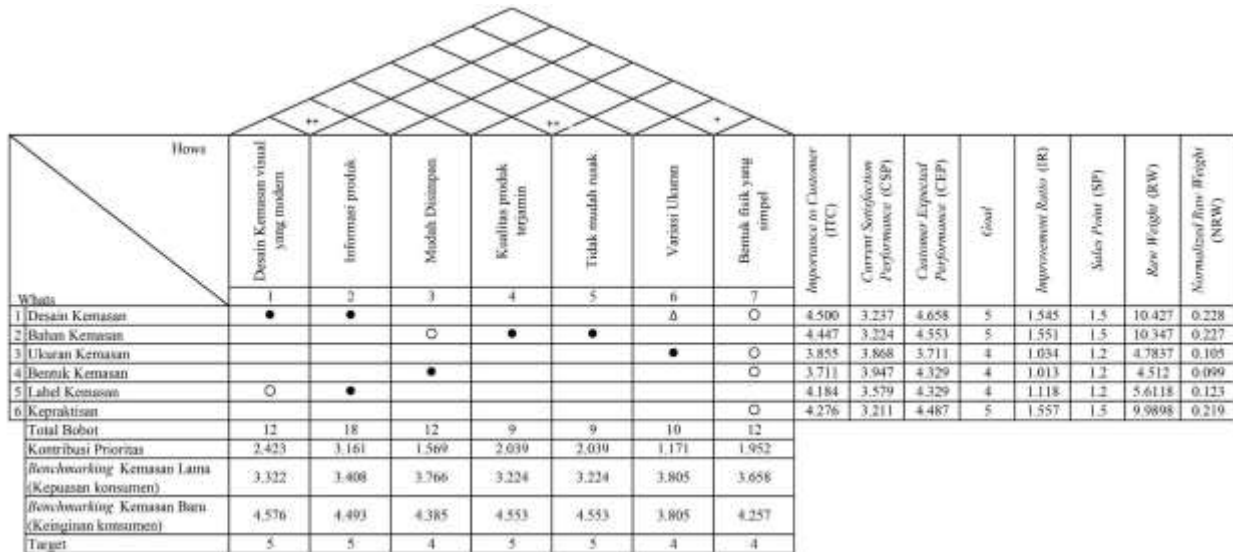 ++ ++ +
Hows
Whats
Desain Kemasan visual yang modern
Informasi produk
Mudah Disimpan
Kualitas produk terjamin
Tidak mudah rusak
Variasi Ukuran
Bentuk fisik yang simpel
Importance to Customer (ITC)
Current Satisfaction Performance (CSP)
Customer Expected Performance (CEP)
Goal
Improvement Ratio (IR)
Sales Point (SP)
Raw Weight (RW)
Normalized Raw Weight (NRW)
1 2 3 4 5 6 7
1 Desain Kemasan ● ● Δ ○ 4.500 3.237 4.658 5 1.545 1.5 10.427 0.228
2 Bahan Kemasan ○ ● ● 4.447 3.224 4.553 5 1.551 1.5 10.347 0.227
3 Ukuran Kemasan ● ○ 3.855 3.868 3.711 4 1.034 1.2 4.7837 0.105
4 Bentuk Kemasan ● ○ 3.711 3.947 4.329 4 1.013 1.2 4.512 0.099
5 Label Kemasan ○ ● 4.184 3.579 4.329 4 1.118 1.2 5.6118 0.123
6 Kepraktisan ○ 4.276 3.211 4.487 5 1.557 1.5 9.9898 0.219
Total Bobot 12 18 12 9 9 10 12
Kontribusi Prioritas 2.423 3.161 1.569 2.039 2.039 1.171 1.952
Benchmarking Kemasan Lama (Kepuasan konsumen) 3.322 3.408 3.766 3.224 3.224 3.805 3.658
Benchmarking Kemasan Baru (Keinginan konsumen) 4.576 4.493 4.385 4.553 4.553 3.805 4.257
Target 5 5 4 5 5 4 4